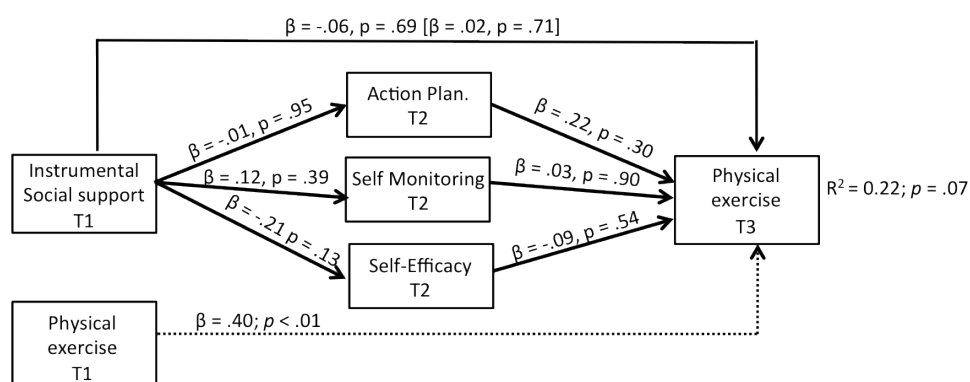 β = -.06, p = .69 [β = .02, p = .71]
Action Plan.
T2
β = -.01, p = .95
β = .22, p = .30
Instrumental
Social support
T1
β = .12, p = .39
Self Monitoring
T2
β = .03, p = .90
Physical
exercise
T3
R² = 0.22; p = .07
β = -.21 p = .13
Self-Efficacy
T2
β = -.09, p = .54
Physical
exercise
T1
β = .40; p < .01